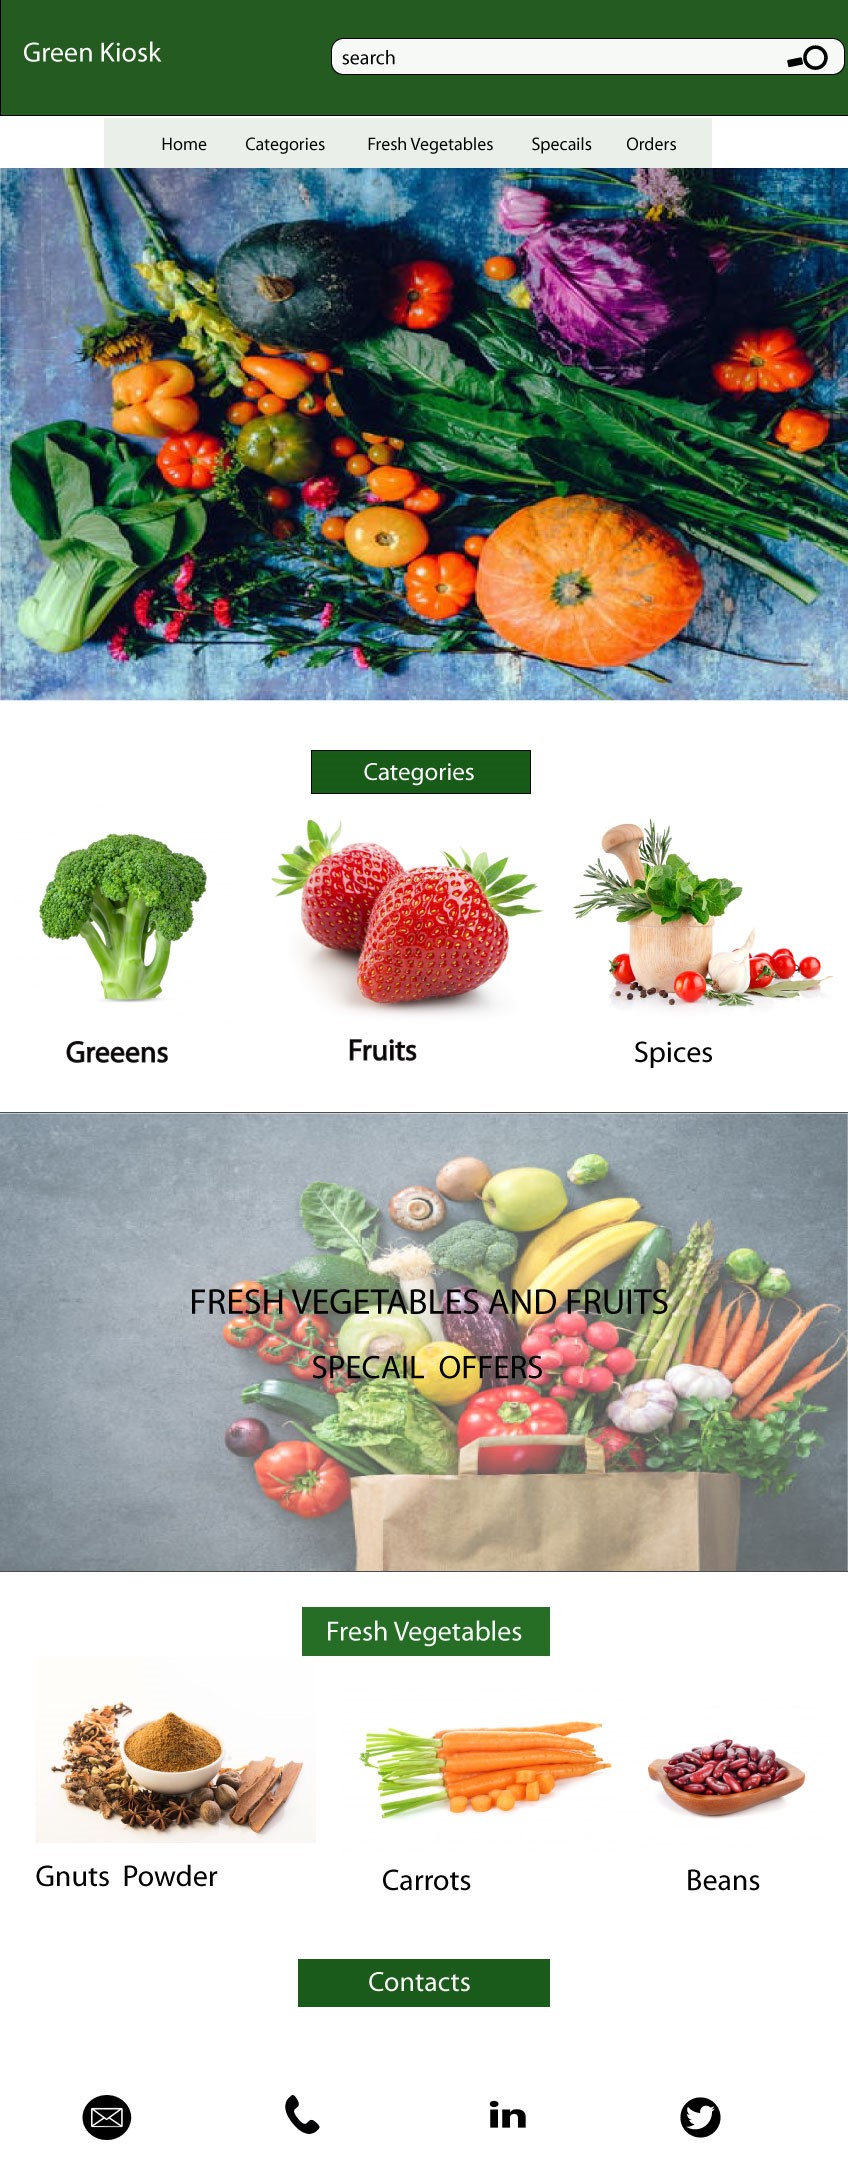 Green Kiosk
search
Home Categories Fresh Vegetables Specails Orders
Categories
Greeens Fruits Spices
FRESH VEGETABLES AND FRUITS
SPECAIL OFFERS
Fresh Vegetables
Gnuts Powder Carrots Beans
Contacts
in